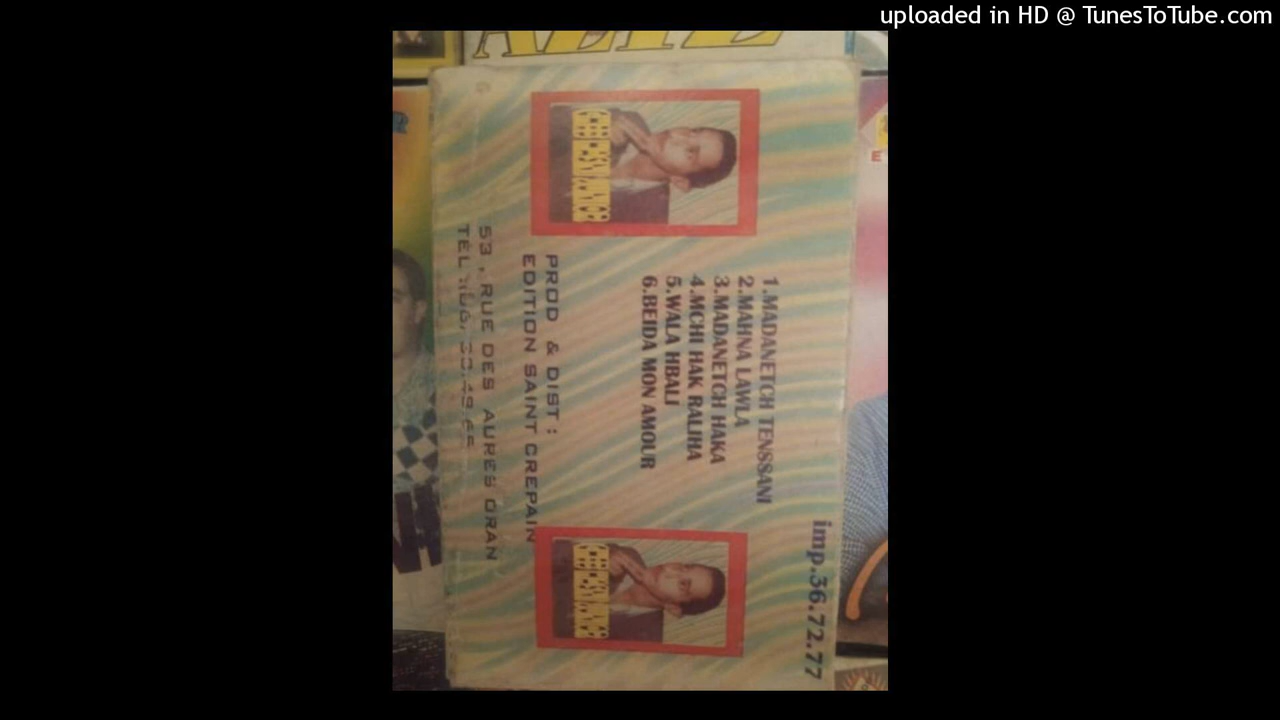 uploaded in HD @ TunesToTube.com
imp.36.72.77
1.MADANETCH TENSSANI
2.MAHNA LAWLA
3.MADANETCH HAKA
4.MCHI HAK RALIHA
5.WALA HBALI
6.BEIDA MON AMOUR
PROD & DIST :
EDITION SAINT CREPAIN
53 , RUE DES AURES ORAN
TEL